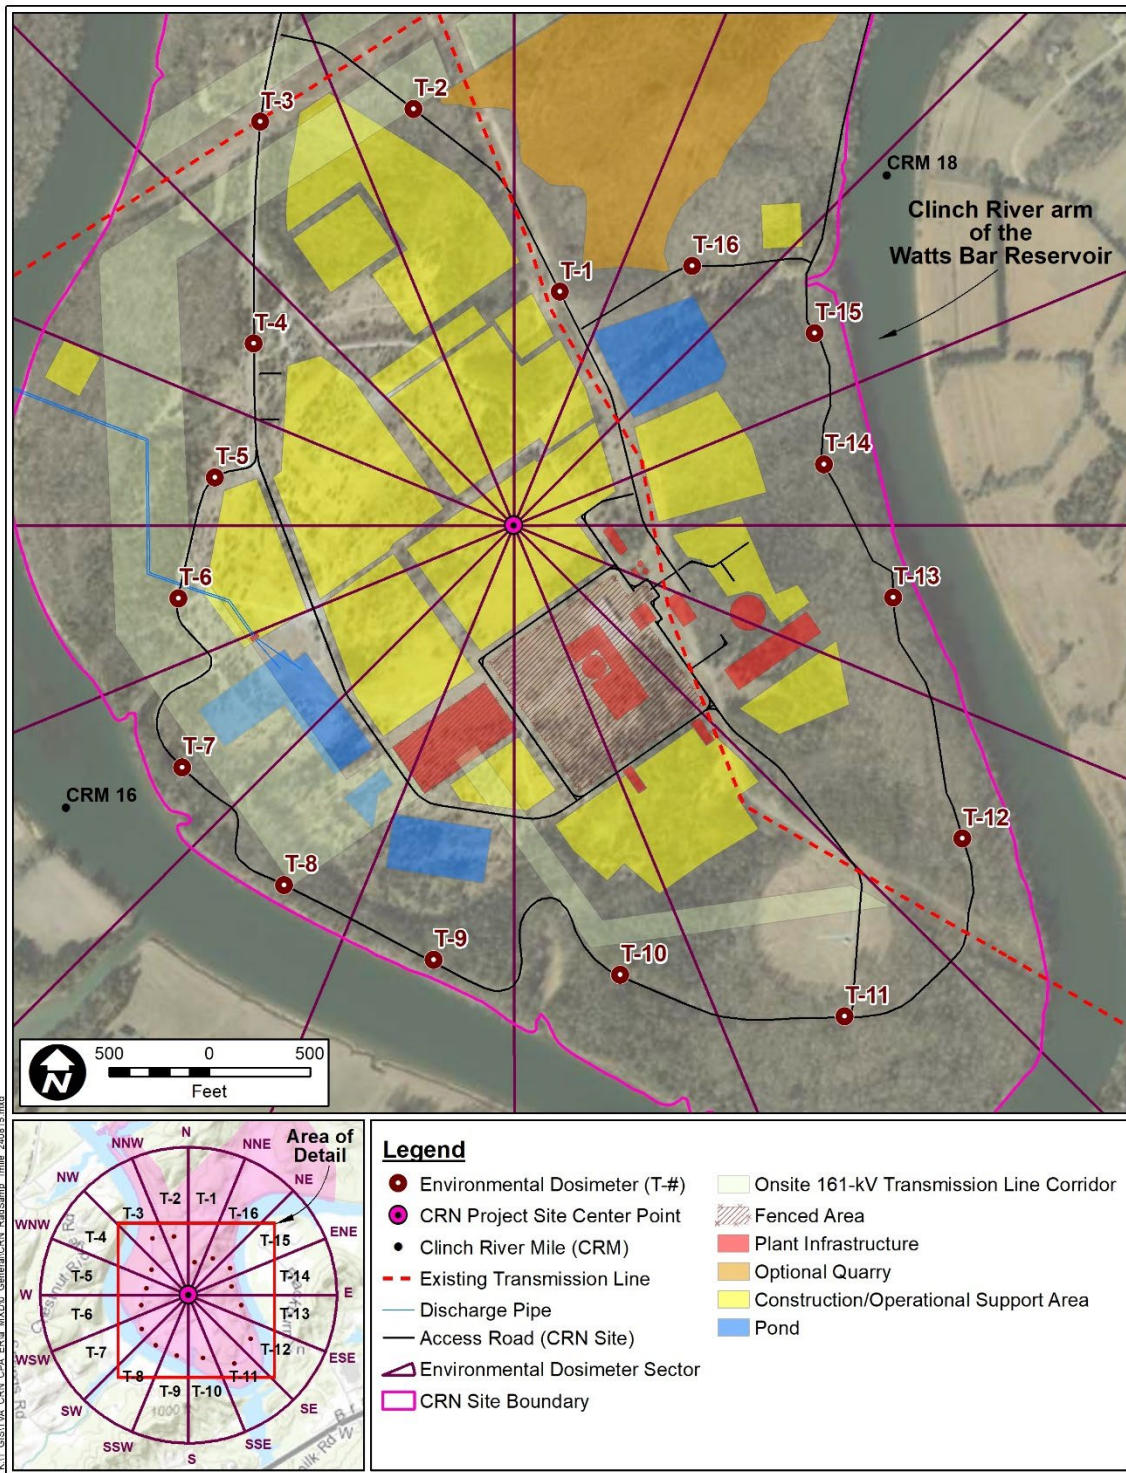 T-2
T-3
CRM 18
Clinch River arm
of the
Watts Bar Reservoir
T-16
T-1
T-15
T-4
T-14
T-5
T-13
T-6
T-7
CRM 16
T-12
T-8
T-9
T-10
T-11
N
500 0 500
Feet
Area of
Detail
N
NNW
NNE
NW
NE
WNW
ENE
W
E
WSW
ESE
SW
SE
SSW
SSE
S
T-2
T-1
T-3
T-16
T-4
T-15
T-5
T-14
T-6
T-13
T-7
T-12
T-8
T-11
T-9
T-10
1000
Legend
Environmental Dosimeter (T-#)
CRN Project Site Center Point
Clinch River Mile (CRM)
Existing Transmission Line
Discharge Pipe
Access Road (CRN Site)
Environmental Dosimeter Sector
CRN Site Boundary
Onsite 161-kV Transmission Line Corridor
Fenced Area
Plant Infrastructure
Optional Quarry
Construction/Operational Support Area
Pond